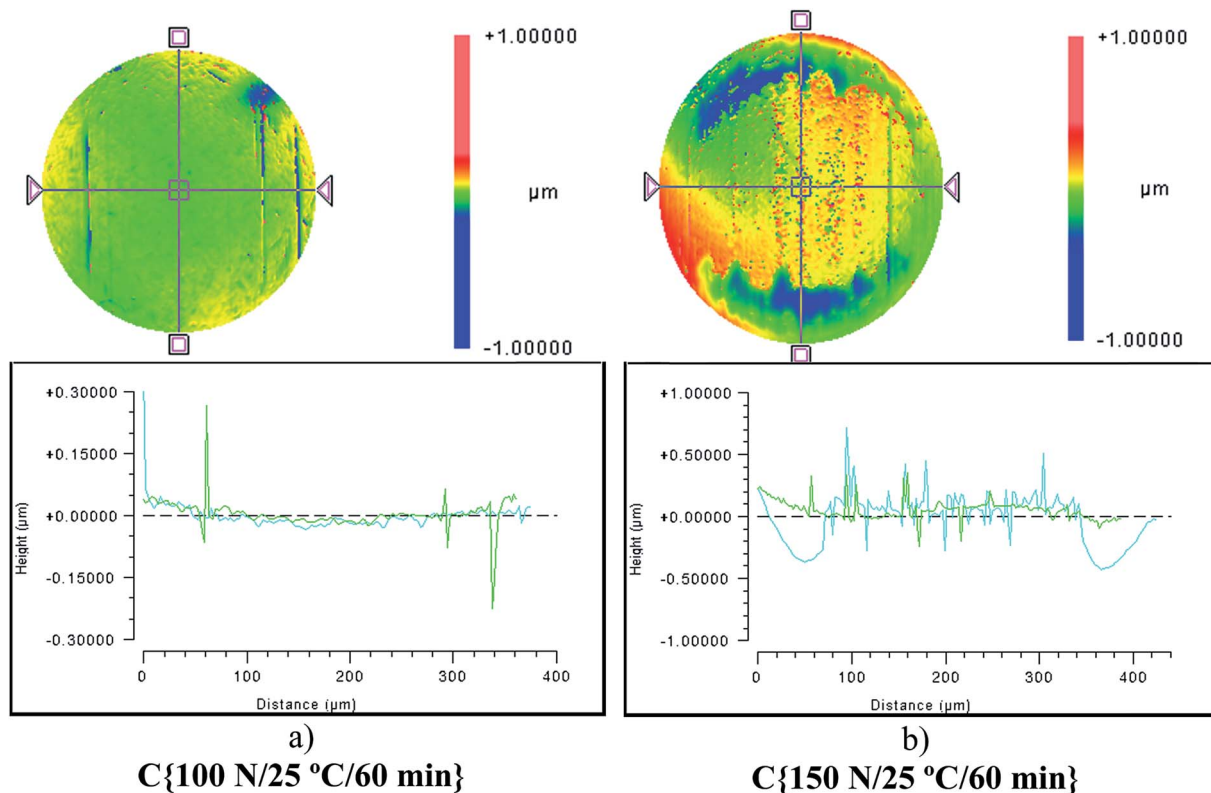 +1.00000
µm
-1.00000
+1.00000
µm
-1.00000
+0.30000
+0.15000
+0.00000
-0.15000
-0.30000
Height (µm)
0
100
200
300
400
Distance (µm)
+1.00000
+0.50000
+0.00000
-0.50000
-1.00000
Height (µm)
0
100
200
300
400
Distance (µm)
a)
C{100 N/25 ºC/60 min}
b)
C{150 N/25 ºC/60 min}